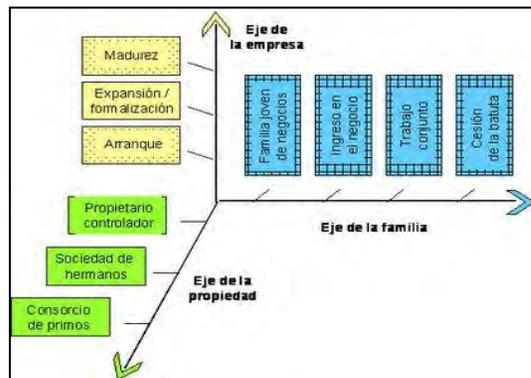 Eje de
la empresa
Madurez
Expansión /
formalización
Arranque
Familia joven
de negocios
Ingreso en
el negocio
Trabajo
conjunto
Cesión
de la batuta
Propietario
controlador
Eje de la familia
Sociedad de
hermanos
Eje de la
propiedad
Consorcio
de primos